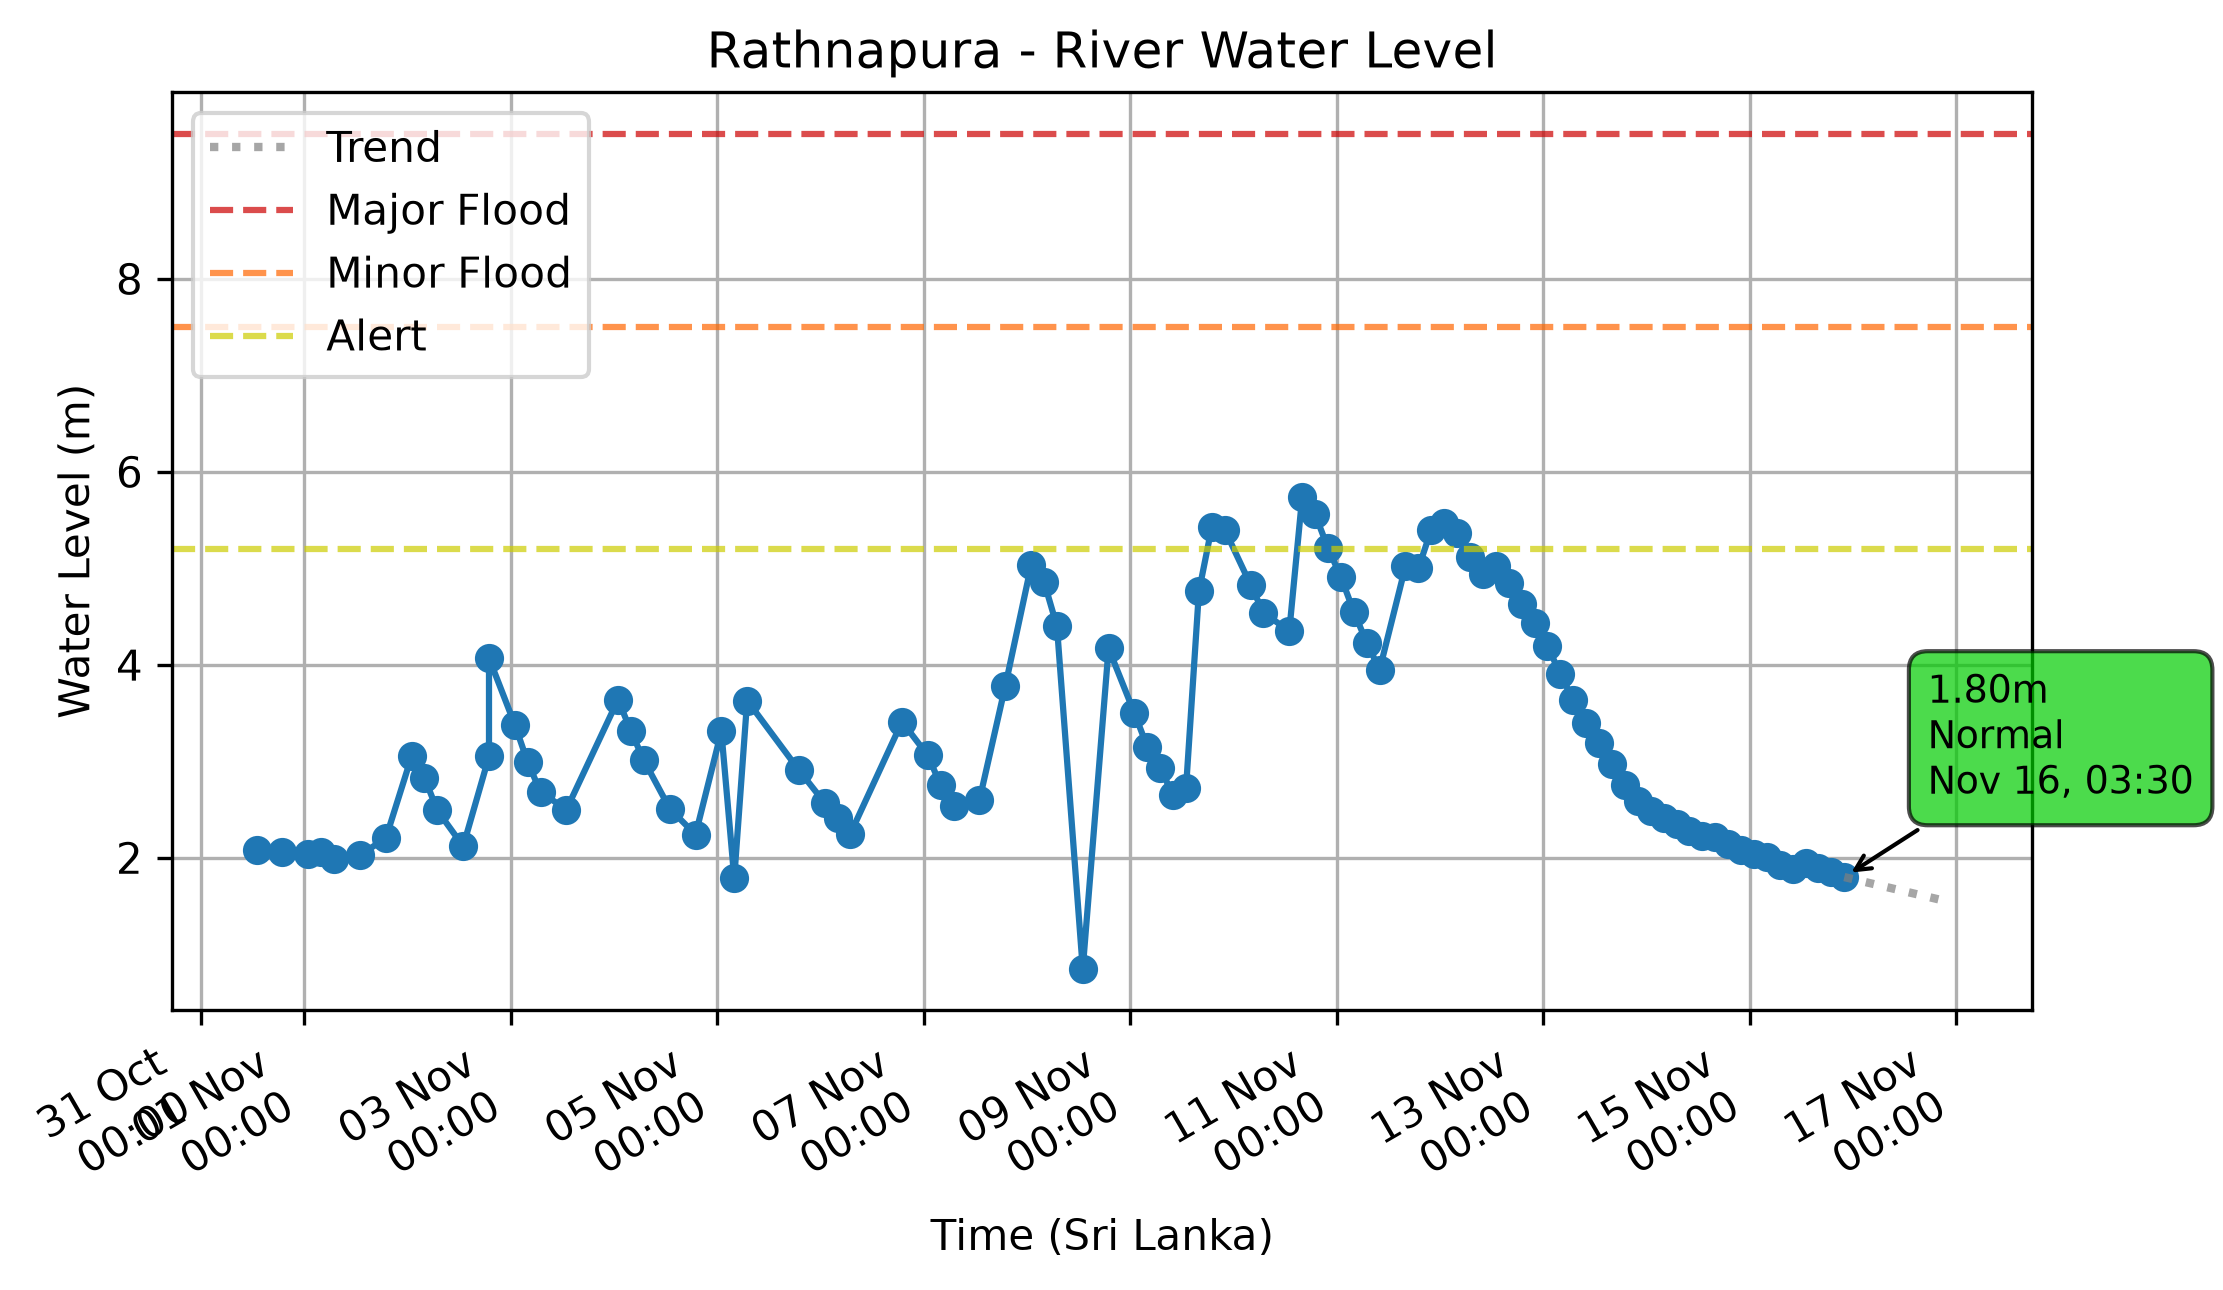 Rathnapura - River Water Level
Trend
Major Flood
Minor Flood
Alert
Water Level (m)
8
6
4
2
1.80m
Normal
Nov 16, 03:30
31 Oct
00:00
01 Nov
00:00
03 Nov
00:00
05 Nov
00:00
07 Nov
00:00
09 Nov
00:00
11 Nov
00:00
13 Nov
00:00
15 Nov
00:00
17 Nov
00:00
Time (Sri Lanka)